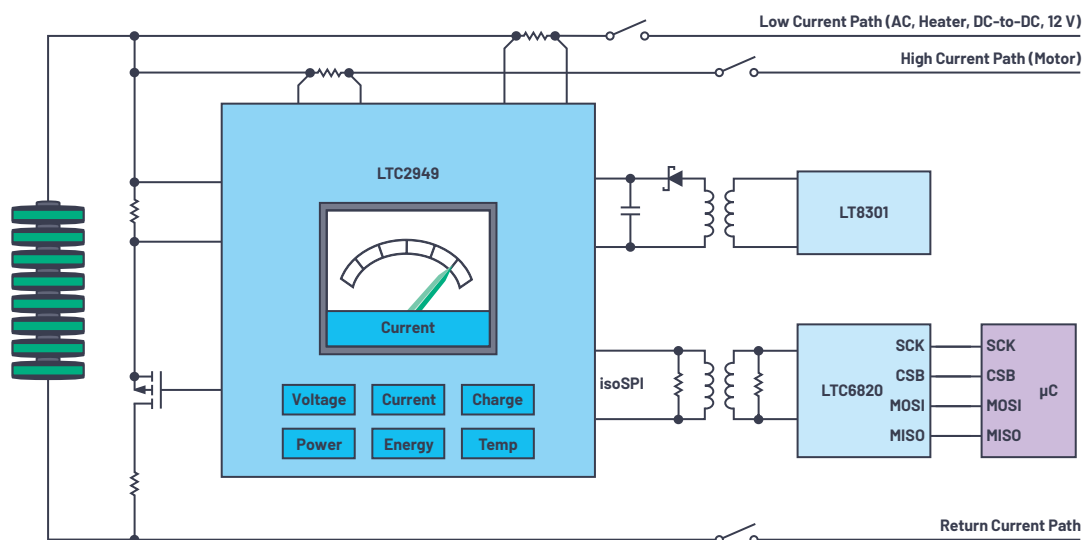 Low Current Path (AC, Heater, DC-to-DC, 12 V)
High Current Path (Motor)
LTC2949
Current
Voltage
Current
Charge
Power
Energy
Temp
LT8301
isoSPI
LTC6820
SCK
CSB
MOSI
MISO
SCK
CSB
MOSI
MISO
µC
Return Current Path